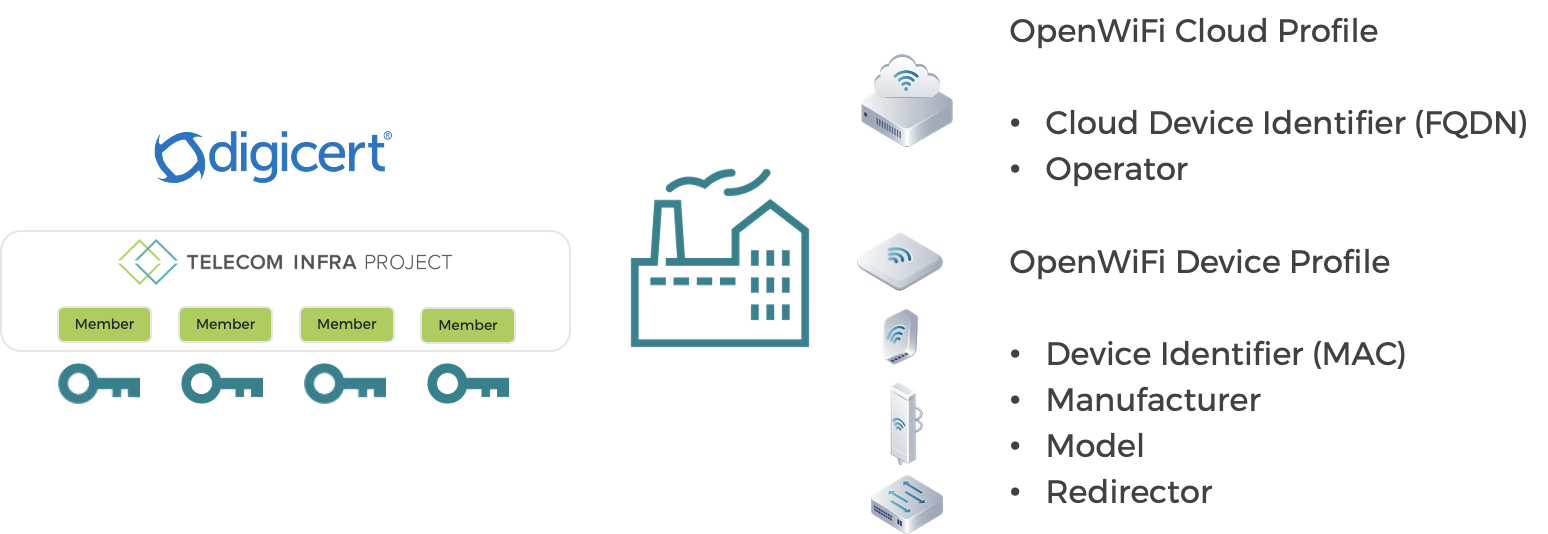 digicert®
TELECOM INFRA PROJECT
Member
Member
Member
Member
OpenWiFi Cloud Profile
• Cloud Device Identifier (FQDN)
• Operator
OpenWiFi Device Profile
• Device Identifier (MAC)
• Manufacturer
• Model
• Redirector